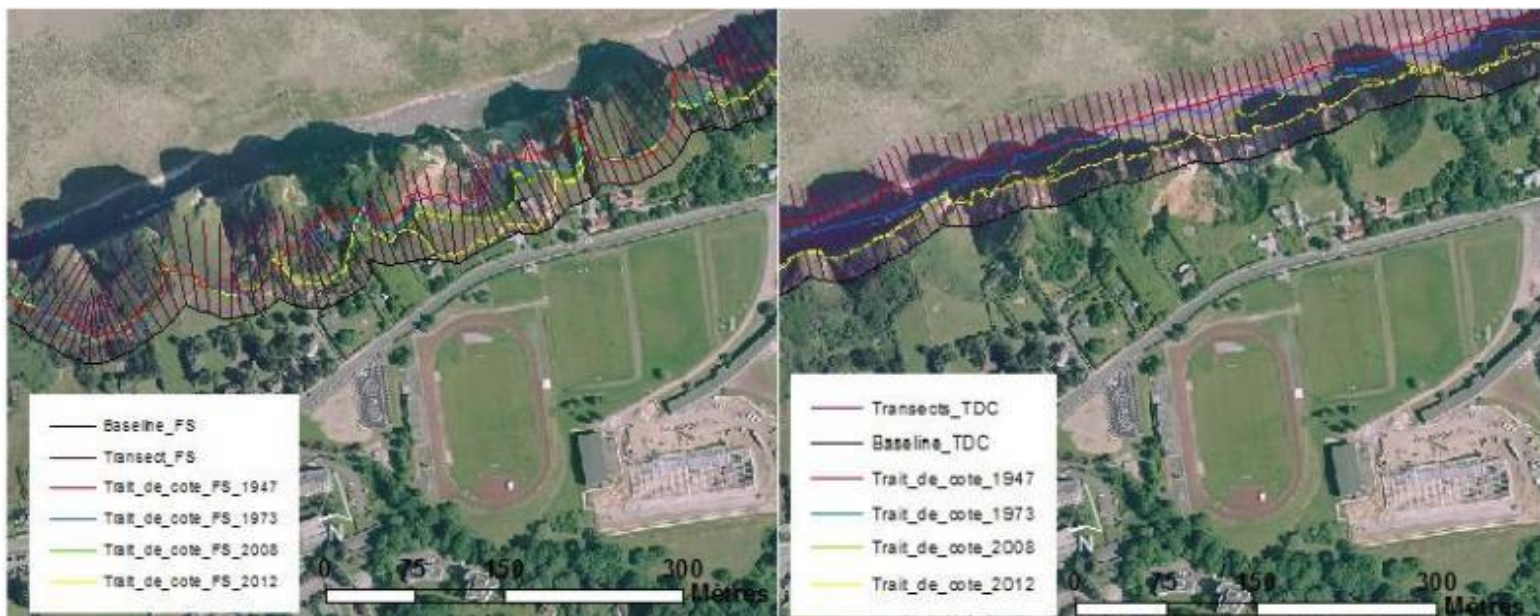 Baseline_FS
Transect_FS
Trait_de_cote_FS_1947
Trait_de_cote_FS_1973
Trait_de_cote_FS_2008
Trait_de_cote_FS_2012
N
0 75 150 300
Mètres
Transects_TDC
Baseline_TDC
Trait_de_cote_1947
Trait_de_cote_1973
Trait_de_cote_2008
Trait_de_cote_2012
N
0 75 150 300
Mètres